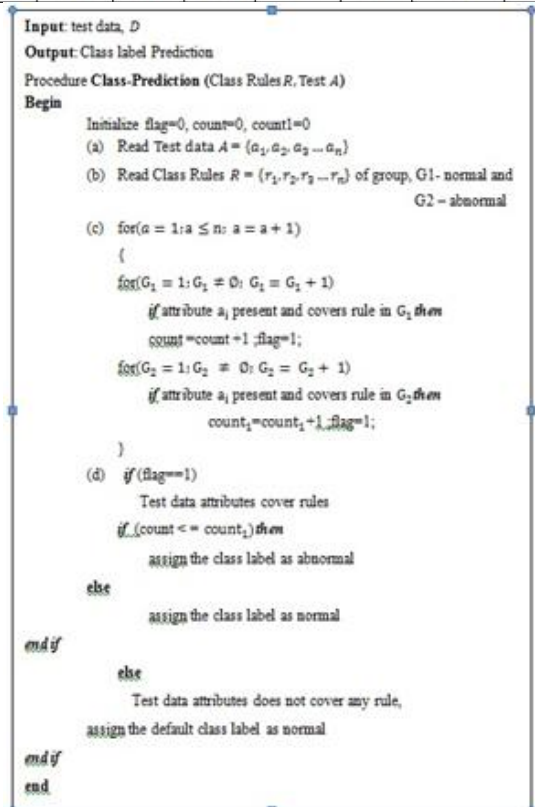 Input: test data, D
Output: Class label Prediction
Procedure Class-Prediction (Class Rules R, Test A)
Begin
Initialize flag=0, count=0, count1=0
(a) Read Test data A = {a₁,a₂,a₃ ...aₙ}
(b) Read Class Rules R = {r₁,r₂,r₃ ...rₙ} of group, G1- normal and
G2 – abnormal
(c) for(a = 1:a ≤ n: a = a + 1)
{
for(G₁ = 1:G₁ ≠ ∅: G₁ = G₁ + 1)
if attribute aᵢ present and covers rule in G₁ then
count =count +1 ;flag=1;
for(G₂ = 1:G₂ ≠ ∅: G₂ = G₂ + 1)
if attribute aᵢ present and covers rule in G₂ then
count₁=count₁+1 ;flag=1;
}
(d) if (flag==1)
Test data attributes cover rules
if (count < = count₁) then
assign the class label as abnormal
else
assign the class label as normal
end if
else
Test data attributes does not cover any rule,
assign the default class label as normal
end if
end